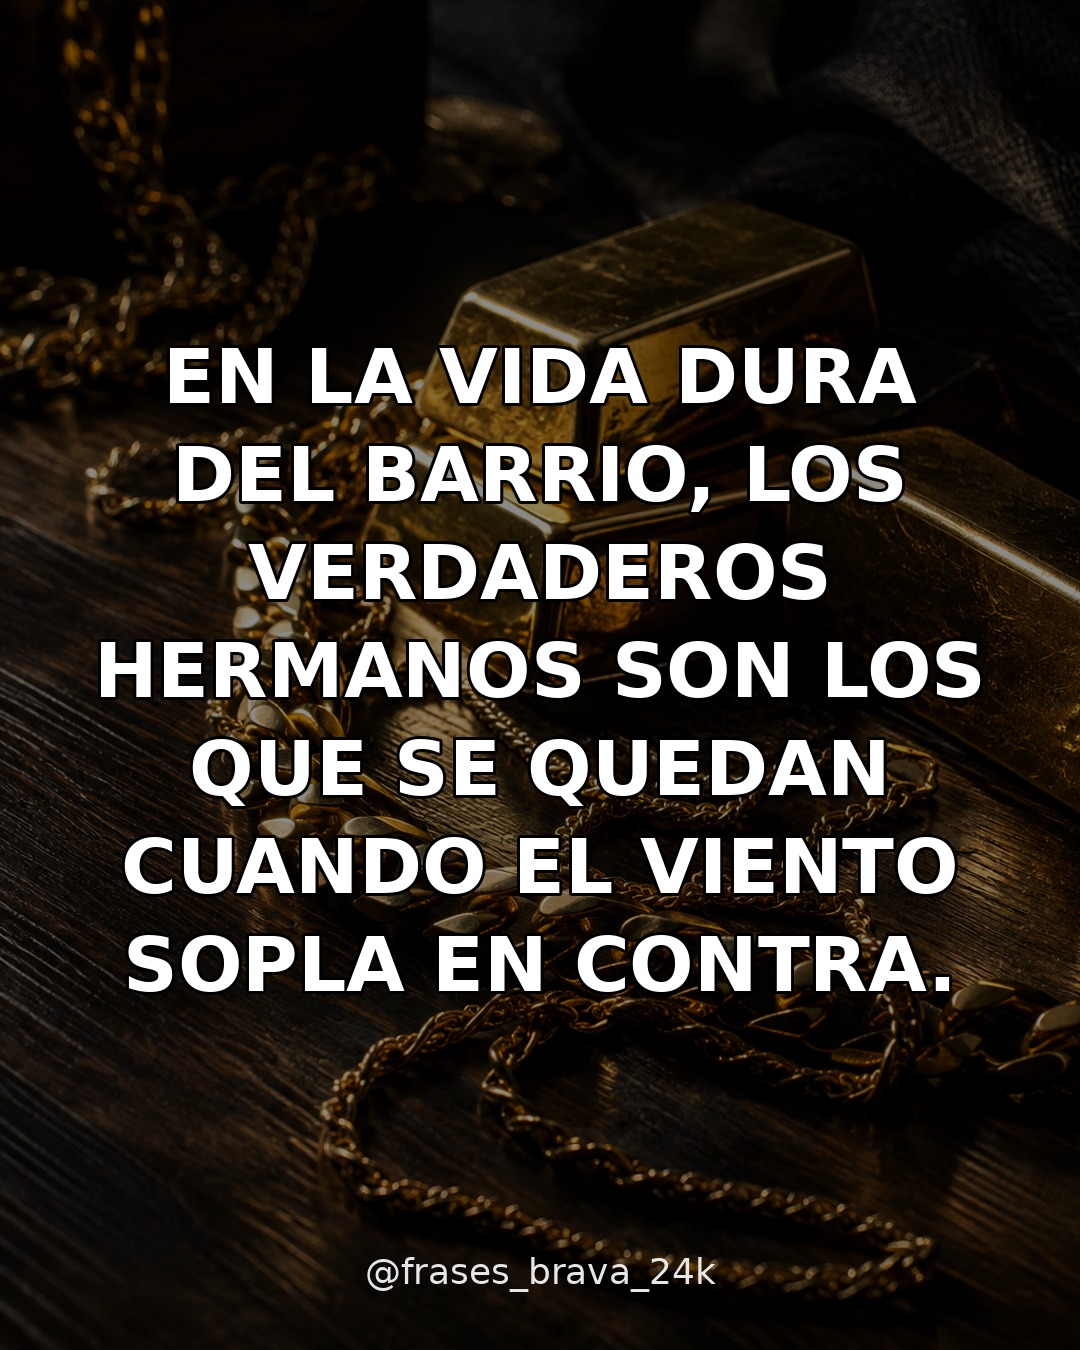 EN LA VIDA DURA
DEL BARRIO, LOS
VERDADEROS
HERMANOS SON LOS
QUE SE QUEDAN
CUANDO EL VIENTO
SOPLA EN CONTRA.
@frases_brava_24k